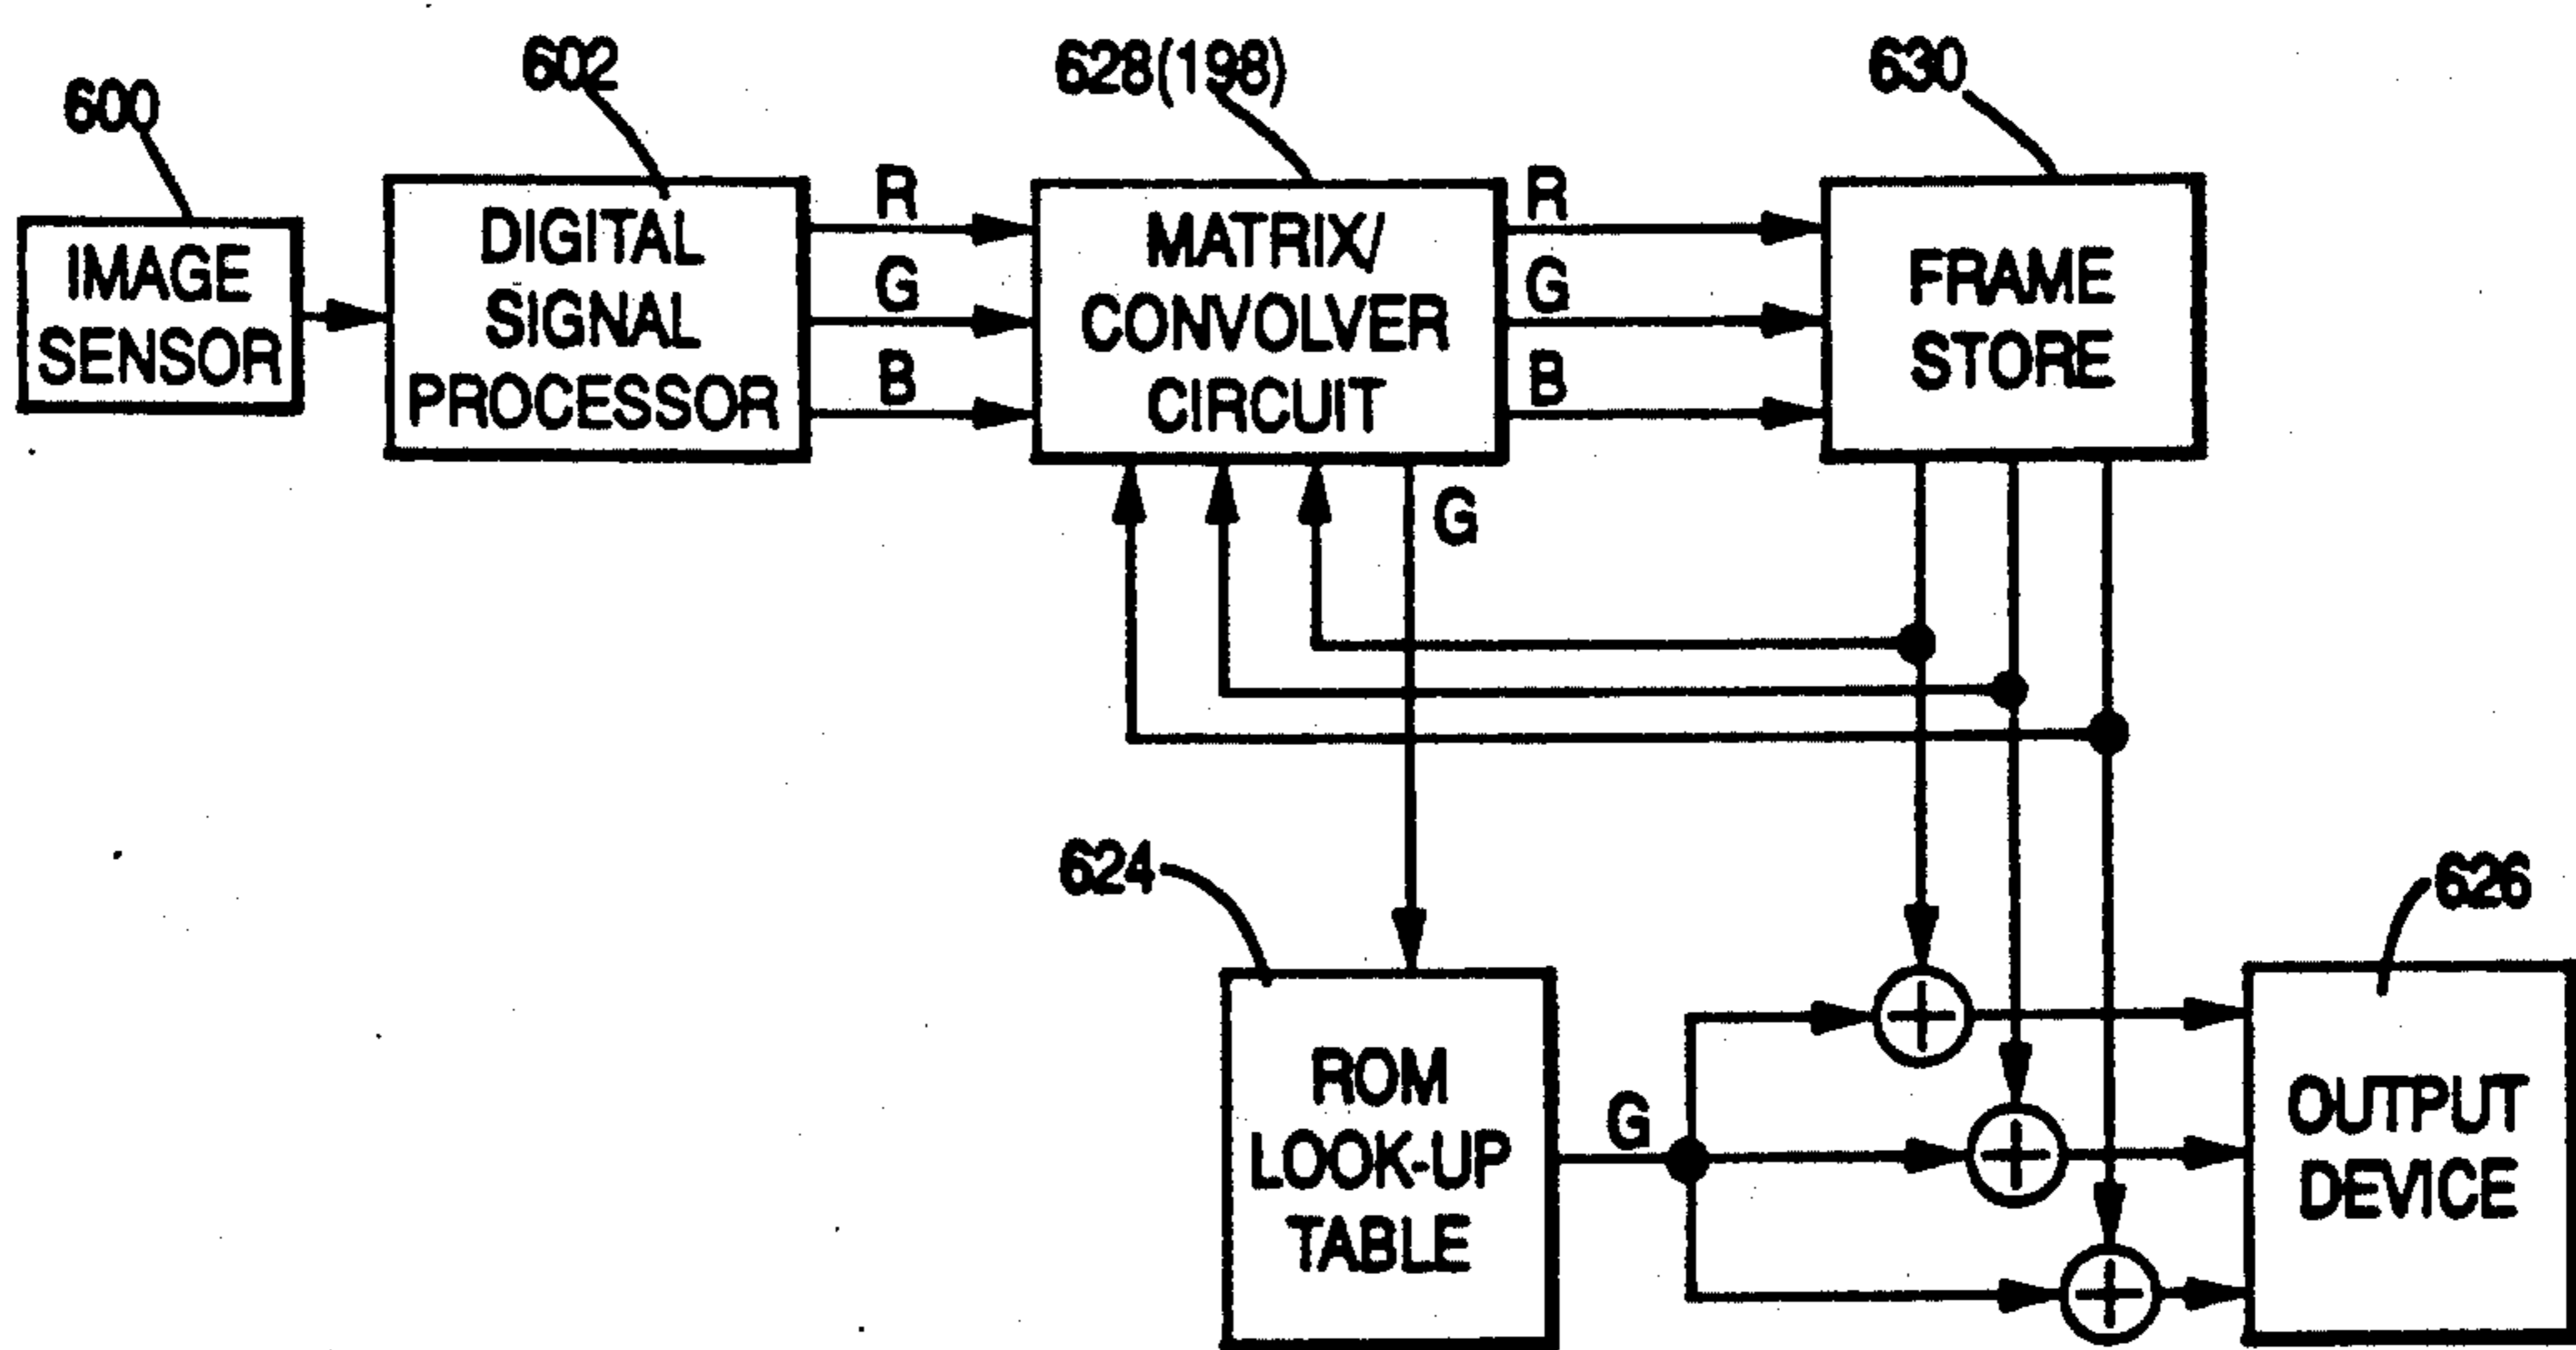 600
602
628(198)
630
IMAGE
SENSOR
DIGITAL
SIGNAL
PROCESSOR
R
G
B
MATRIX/
CONVOLVER
CIRCUIT
R
G
B
FRAME
STORE
G
624
626
ROM
LOOK-UP
TABLE
G
OUTPUT
DEVICE